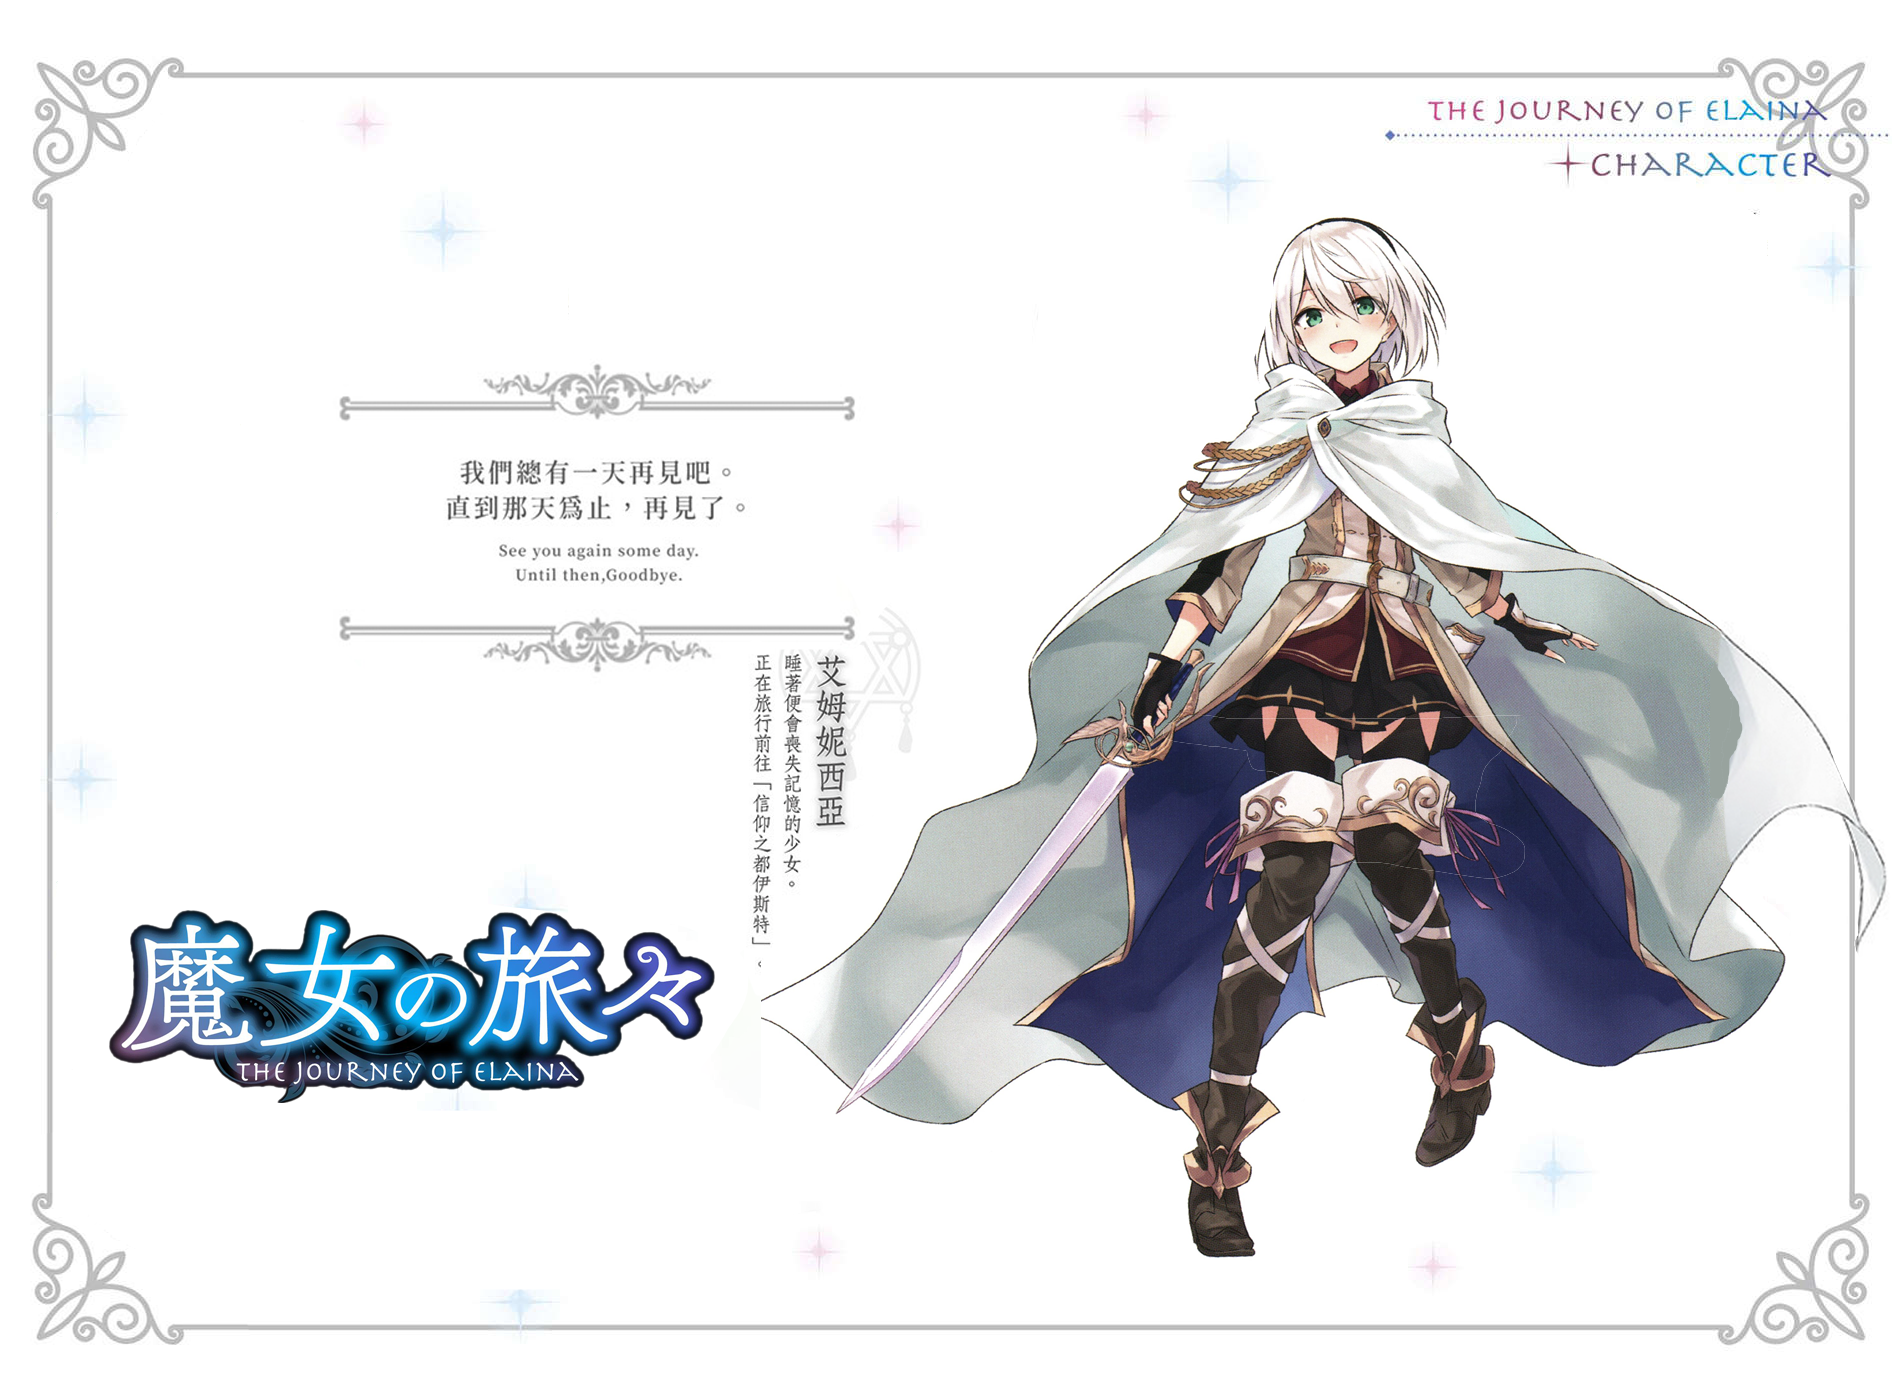 THE JOURNEY OF ELAINA
CHARACTER
我們總有一天再見吧。
直到那天爲止，再見了。
See you again some day.
Until then,Goodbye.
艾姆妮西亞
睡著便會喪失記憶的少女。
正在旅行前往「信仰之都伊斯特」。
魔女の旅々
THE JOURNEY OF ELAINA